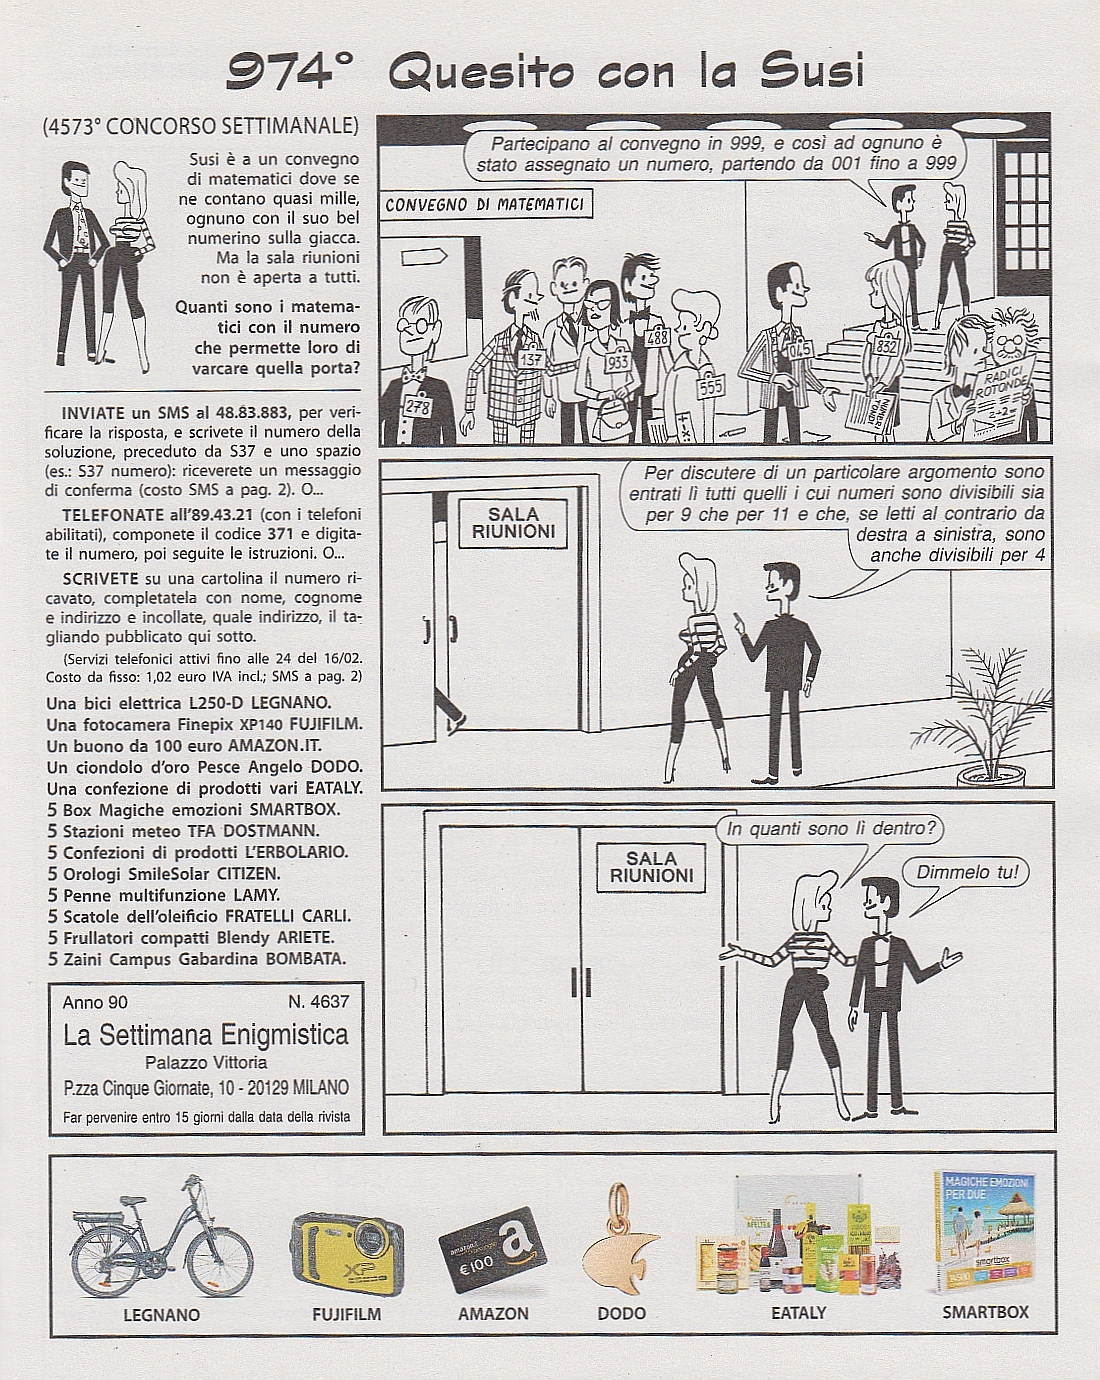 974° Quesito con la Susi
(4573° CONCORSO SETTIMANALE)
Susi è a un convegno
di matematici dove se
ne contano quasi mille,
ognuno con il suo bel
numerino sulla giacca.
Ma la sala riunioni
non è aperta a tutti.
Quanti sono i matema-
tici con il numero
che permette loro di
varcare quella porta?
INVIATE un SMS al 48.83.883, per veri-
ficare la risposta, e scrivete il numero della
soluzione, preceduto da S37 e uno spazio
(es.: S37 numero): riceverete un messaggio
di conferma (costo SMS a pag. 2). O...
TELEFONATE all'89.43.21 (con i telefoni
abilitati), componete il codice 371 e digita-
te il numero, poi seguite le istruzioni. O...
SCRIVETE su una cartolina il numero ri-
cavato, completatela con nome, cognome
e indirizzo e incollate, quale indirizzo, il ta-
gliando pubblicato qui sotto.
(Servizi telefonici attivi fino alle 24 del 16/02.
Costo da fisso: 1,02 euro IVA incl.; SMS a pag. 2)
Una bici elettrica L250-D LEGNANO.
Una fotocamera Finepix XP140 FUJIFILM.
Un buono da 100 euro AMAZON.IT.
Un ciondolo d'oro Pesce Angelo DODO.
Una confezione di prodotti vari EATALY.
5 Box Magiche emozioni SMARTBOX.
5 Stazioni meteo TFA DOSTMANN.
5 Confezioni di prodotti L'ERBOLARIO.
5 Orologi SmileSolar CITIZEN.
5 Penne multifunzione LAMY.
5 Scatole dell'oleificio FRATELLI CARLI.
5 Frullatori compatti Blendy ARIETE.
5 Zaini Campus Gabardina BOMBATA.
Anno 90 N. 4637
La Settimana Enigmistica
Palazzo Vittoria
P.zza Cinque Giornate, 10 - 20129 MILANO
Far pervenire entro 15 giorni dalla data della rivista
Partecipano al convegno in 999, e così ad ognuno è
stato assegnato un numero, partendo da 001 fino a 999
CONVEGNO DI MATEMATICI
278
137
933
488
555
045
832
NUMERI
TONDI
RADICI
ROTONDE
2÷2=
Per discutere di un particolare argomento sono
entrati lì tutti quelli i cui numeri sono divisibili sia
per 9 che per 11 e che, se letti al contrario da
destra a sinistra, sono
anche divisibili per 4
SALA
RIUNIONI
In quanti sono lì dentro?
Dimmelo tu!
SALA
RIUNIONI
XP
amazon
€100
a
MAGICHE EMOZIONI
PER DUE
smartbox
LEGNANO
FUJIFILM
AMAZON
DODO
EATALY
SMARTBOX